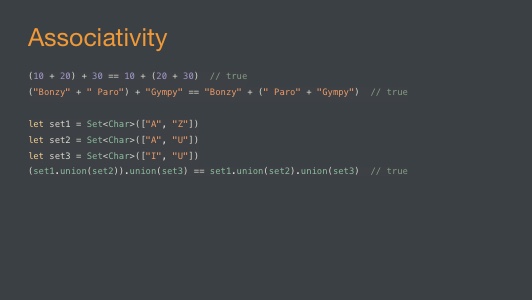 Associativity
(10 + 20) + 30 == 10 + (20 + 30)  // true
("Bonzy" + " Paro") + "Gympy" == "Bonzy" + (" Paro" + "Gympy")  // true
let set1 = Set<Char>(["A", "Z"])
let set2 = Set<Char>(["A", "U"])
let set3 = Set<Char>(["I", "U"])
(set1.union(set2)).union(set3) == set1.union(set2).union(set3)  // true